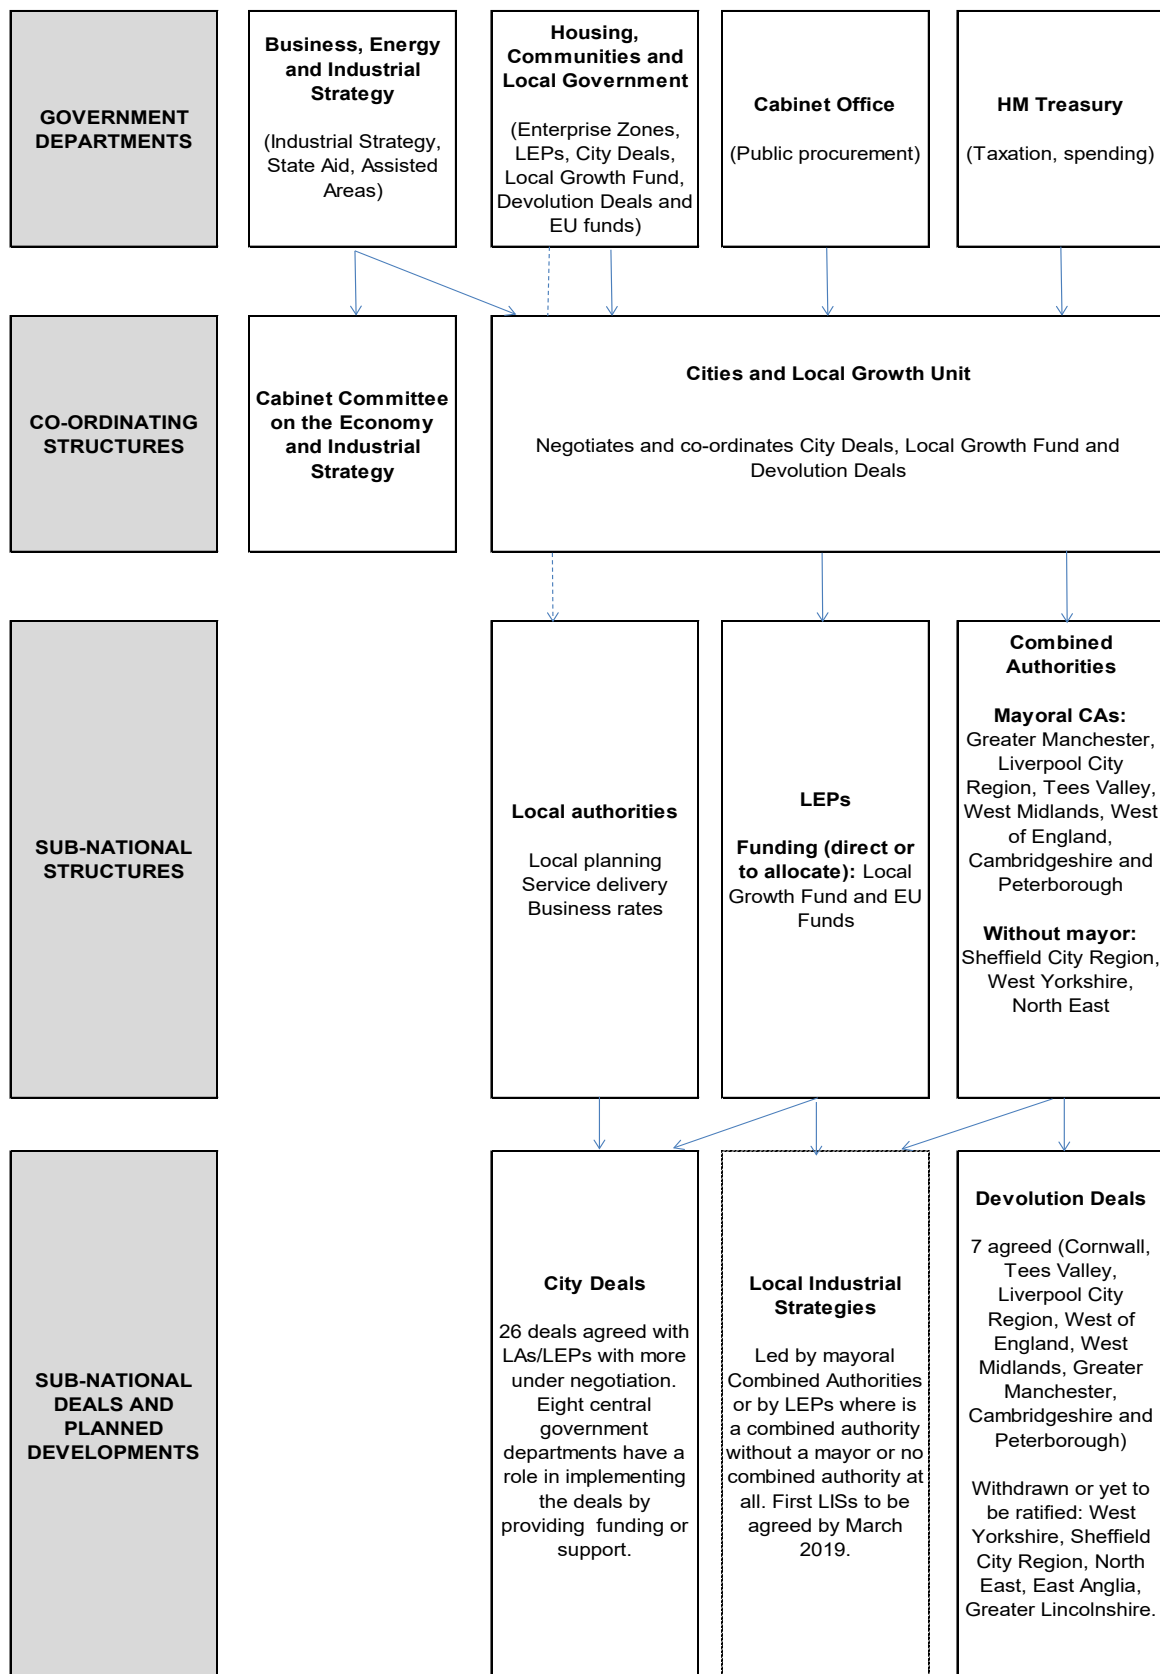 GOVERNMENT
DEPARTMENTS
Business, Energy
and Industrial
Strategy
(Industrial Strategy,
State Aid, Assisted
Areas)
Housing,
Communities and
Local Government
(Enterprise Zones,
LEPs, City Deals,
Local Growth Fund,
Devolution Deals and
EU funds)
Cabinet Office
(Public procurement)
HM Treasury
(Taxation, spending)
CO-ORDINATING
STRUCTURES
Cabinet Committee
on the Economy
and Industrial
Strategy
Cities and Local Growth Unit
Negotiates and co-ordinates City Deals, Local Growth Fund and
Devolution Deals
SUB-NATIONAL
STRUCTURES
Local authorities
Local planning
Service delivery
Business rates
LEPs
Funding (direct or
to allocate): Local
Growth Fund and EU
Funds
Combined
Authorities
Mayoral CAs:
Greater Manchester,
Liverpool City
Region, Tees Valley,
West Midlands, West
of England,
Cambridgeshire and
Peterborough
Without mayor:
Sheffield City Region,
West Yorkshire,
North East
SUB-NATIONAL
DEALS AND
PLANNED
DEVELOPMENTS
City Deals
26 deals agreed with
LAs/LEPs with more
under negotiation.
Eight central
government
departments have a
role in implementing
the deals by
providing funding or
support.
Local Industrial
Strategies
Led by mayoral
Combined Authorities
or by LEPs where is
a combined authority
without a mayor or no
combined authority at
all. First LISs to be
agreed by March
2019.
Devolution Deals
7 agreed (Cornwall,
Tees Valley,
Liverpool City
Region, West of
England, West
Midlands, Greater
Manchester,
Cambridgeshire and
Peterborough)
Withdrawn or yet to
be ratified: West
Yorkshire, Sheffield
City Region, North
East, East Anglia,
Greater Lincolnshire.